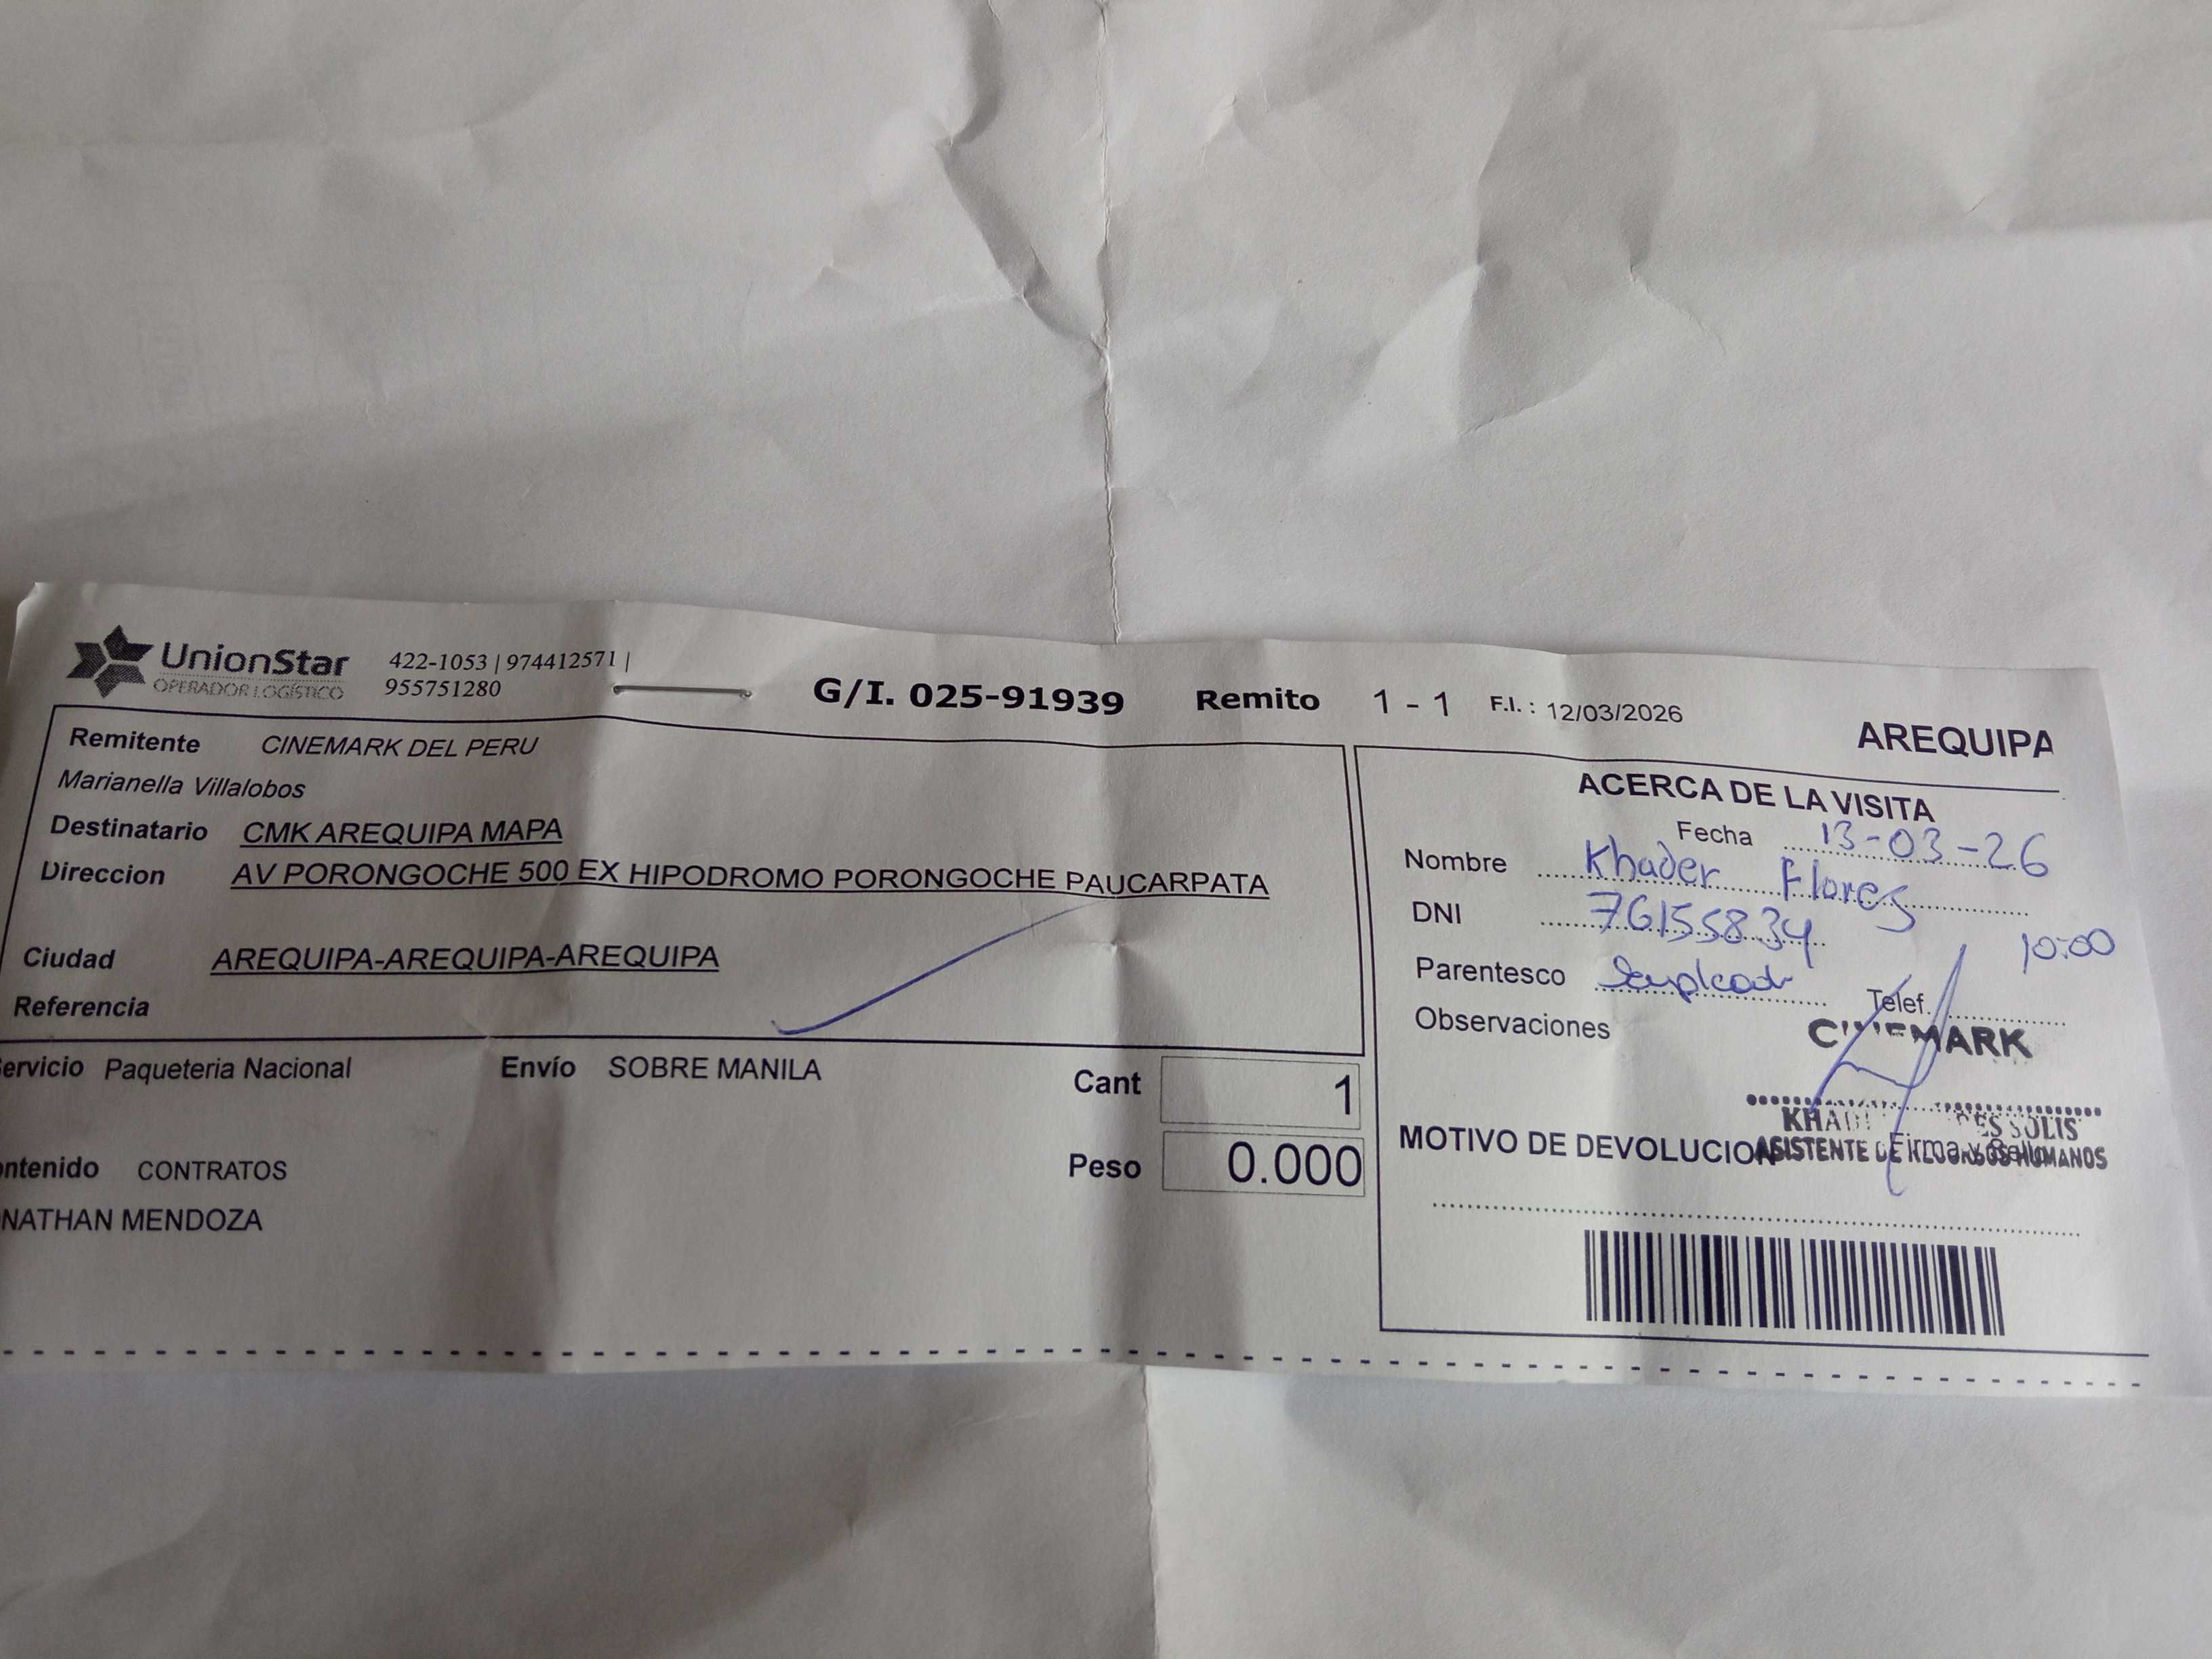 UnionStar
OPERADOR LOGÍSTICO
422-1053 | 974412571 |
955751280
G/I. 025-91939 Remito 1 - 1 F.I. : 12/03/2026
AREQUIPA
Remitente CINEMARK DEL PERU
Marianella Villalobos
Destinatario CMK AREQUIPA MAPA
Direccion AV PORONGOCHE 500 EX HIPODROMO PORONGOCHE PAUCARPATA
Ciudad AREQUIPA-AREQUIPA-AREQUIPA
Referencia
ervicio Paqueteria Nacional Envío SOBRE MANILA Cant 1
ntenido CONTRATOS Peso 0.000
NATHAN MENDOZA
ACERCA DE LA VISITA
Fecha 13-03-26
Nombre Khader Flores
DNI 76155834
10:00
Parentesco
Telef.
Observaciones
CINEMARK
SOLIS
ASISTENTE DE RECURSOS HUMANOS
Firma y Sello
MOTIVO DE DEVOLUCION